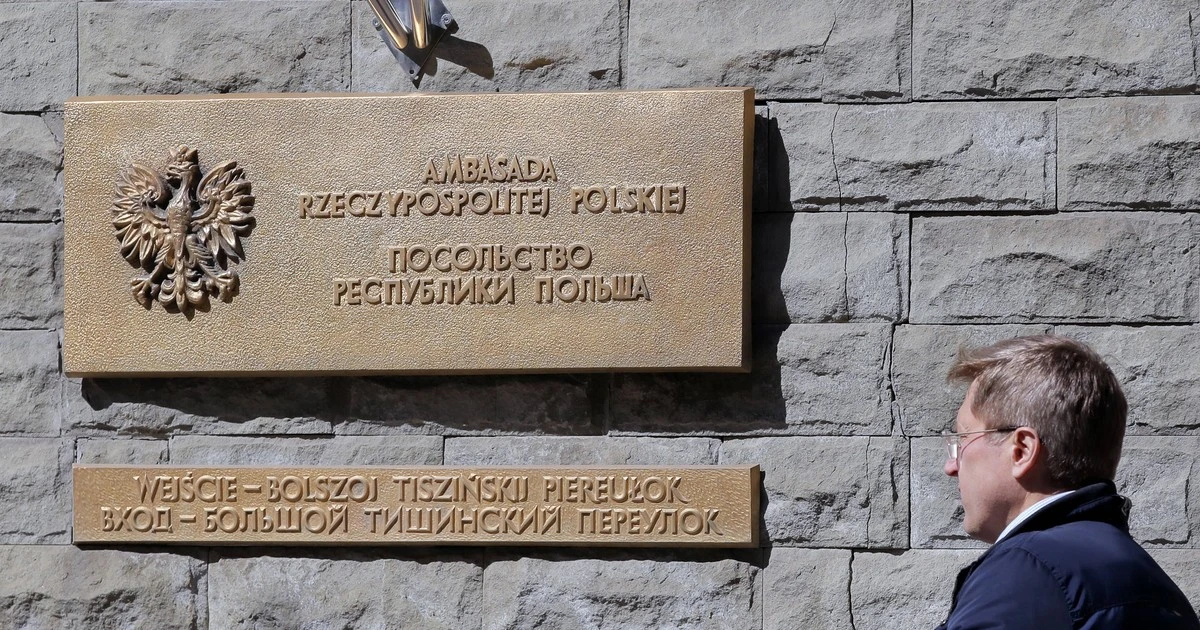 AMBASADA
RZECZYPOSPOLITEJ POLSKIEJ
ПОСОЛЬСТВО
РЕСПУБЛИКИ ПОЛЬША
WEJŚCIE – BOLSZOJ TISZIŃSKIJ PIEREUŁOK
ВХОД – БОЛЬШОЙ ТИШИНСКИЙ ПЕРЕУЛОК